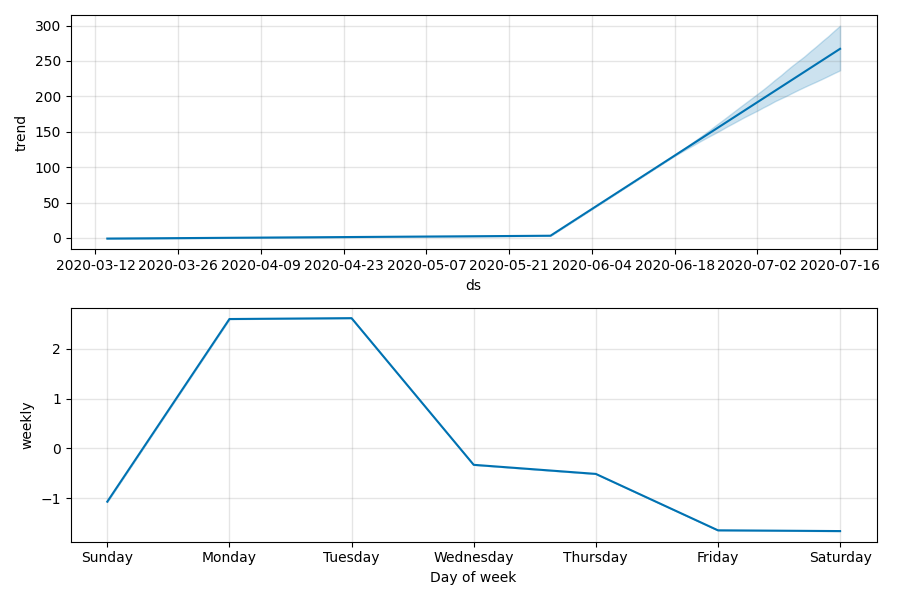 300
250
200
150
100
50
0
trend
2020-03-12 2020-03-26 2020-04-09 2020-04-23 2020-05-07 2020-05-21 2020-06-04 2020-06-18 2020-07-02 2020-07-16
ds
2
1
0
−1
weekly
Sunday Monday Tuesday Wednesday Thursday Friday Saturday
Day of week